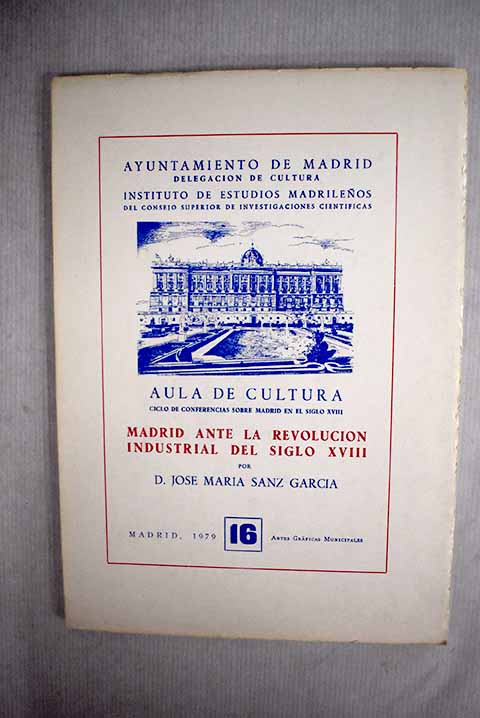 AYUNTAMIENTO DE MADRID
DELEGACION DE CULTURA
INSTITUTO DE ESTUDIOS MADRILEÑOS
DEL CONSEJO SUPERIOR DE INVESTIGACIONES CIENTIFICAS
AULA DE CULTURA
CICLO DE CONFERENCIAS SOBRE MADRID EN EL SIGLO XVIII
MADRID ANTE LA REVOLUCION
INDUSTRIAL DEL SIGLO XVIII
POR
D. JOSE MARIA SANZ GARCIA
MADRID, 1979 16 ARTES GRÁFICAS MUNICIPALES